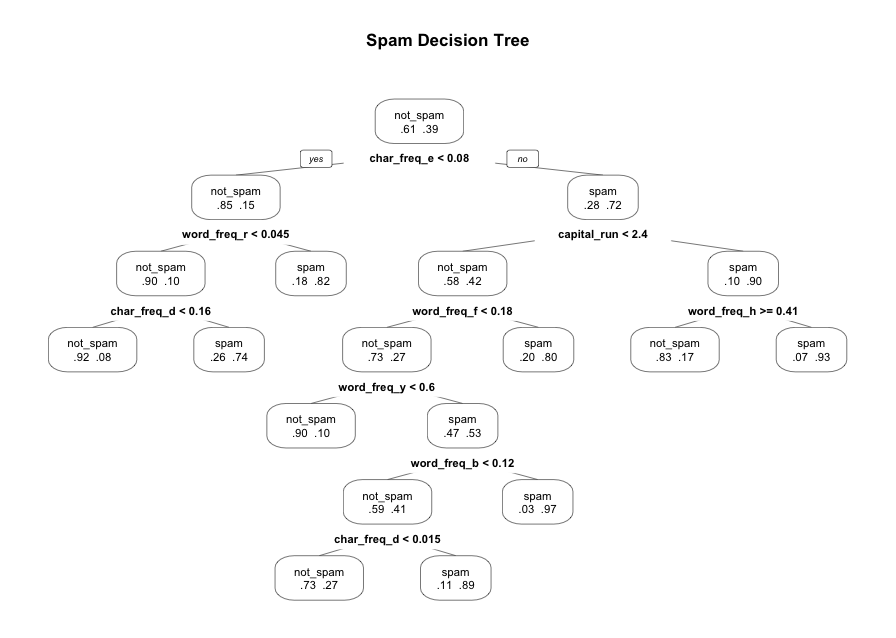 Spam Decision Tree
not_spam
.61 .39
yes
char_freq_e < 0.08
no
not_spam
.85 .15
spam
.28 .72
word_freq_r < 0.045
capital_run < 2.4
not_spam
.90 .10
spam
.18 .82
not_spam
.58 .42
spam
.10 .90
char_freq_d < 0.16
word_freq_f < 0.18
word_freq_h >= 0.41
not_spam
.92 .08
spam
.26 .74
not_spam
.73 .27
spam
.20 .80
not_spam
.83 .17
spam
.07 .93
word_freq_y < 0.6
not_spam
.90 .10
spam
.47 .53
word_freq_b < 0.12
not_spam
.59 .41
spam
.03 .97
char_freq_d < 0.015
not_spam
.73 .27
spam
.11 .89